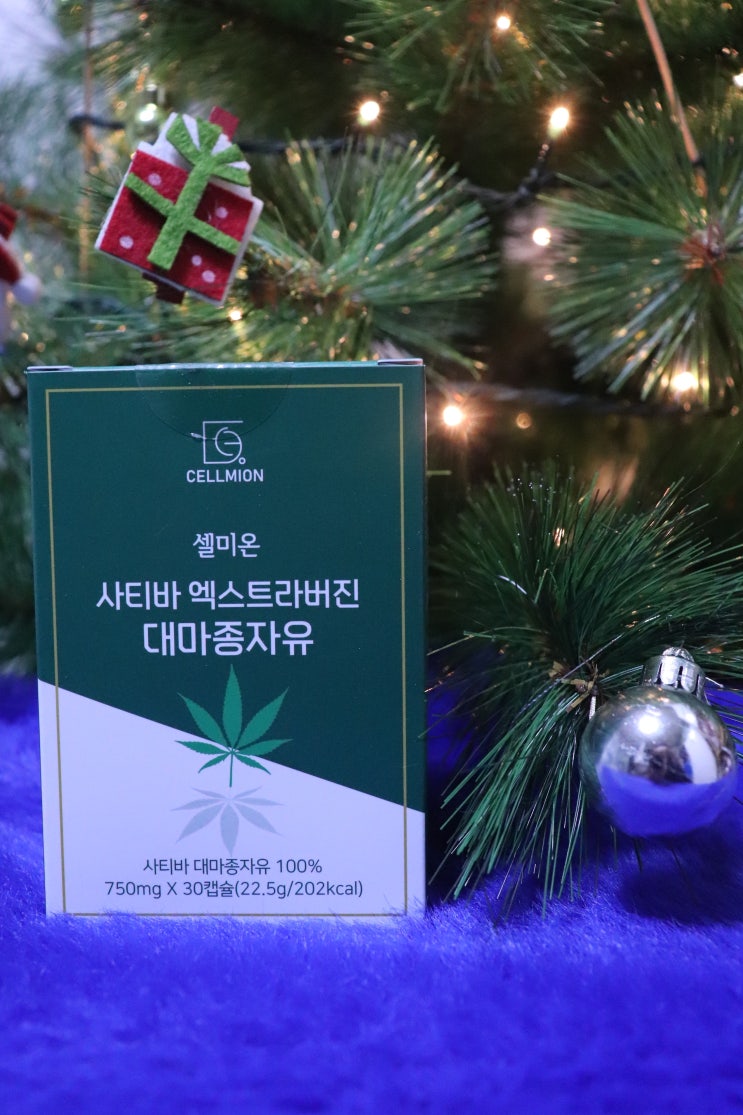 CELLMION
셀미온
사티바 엑스트라버진
대마종자유
사티바 대마종자유 100%
750mg X 30캡슐(22.5g/202kcal)